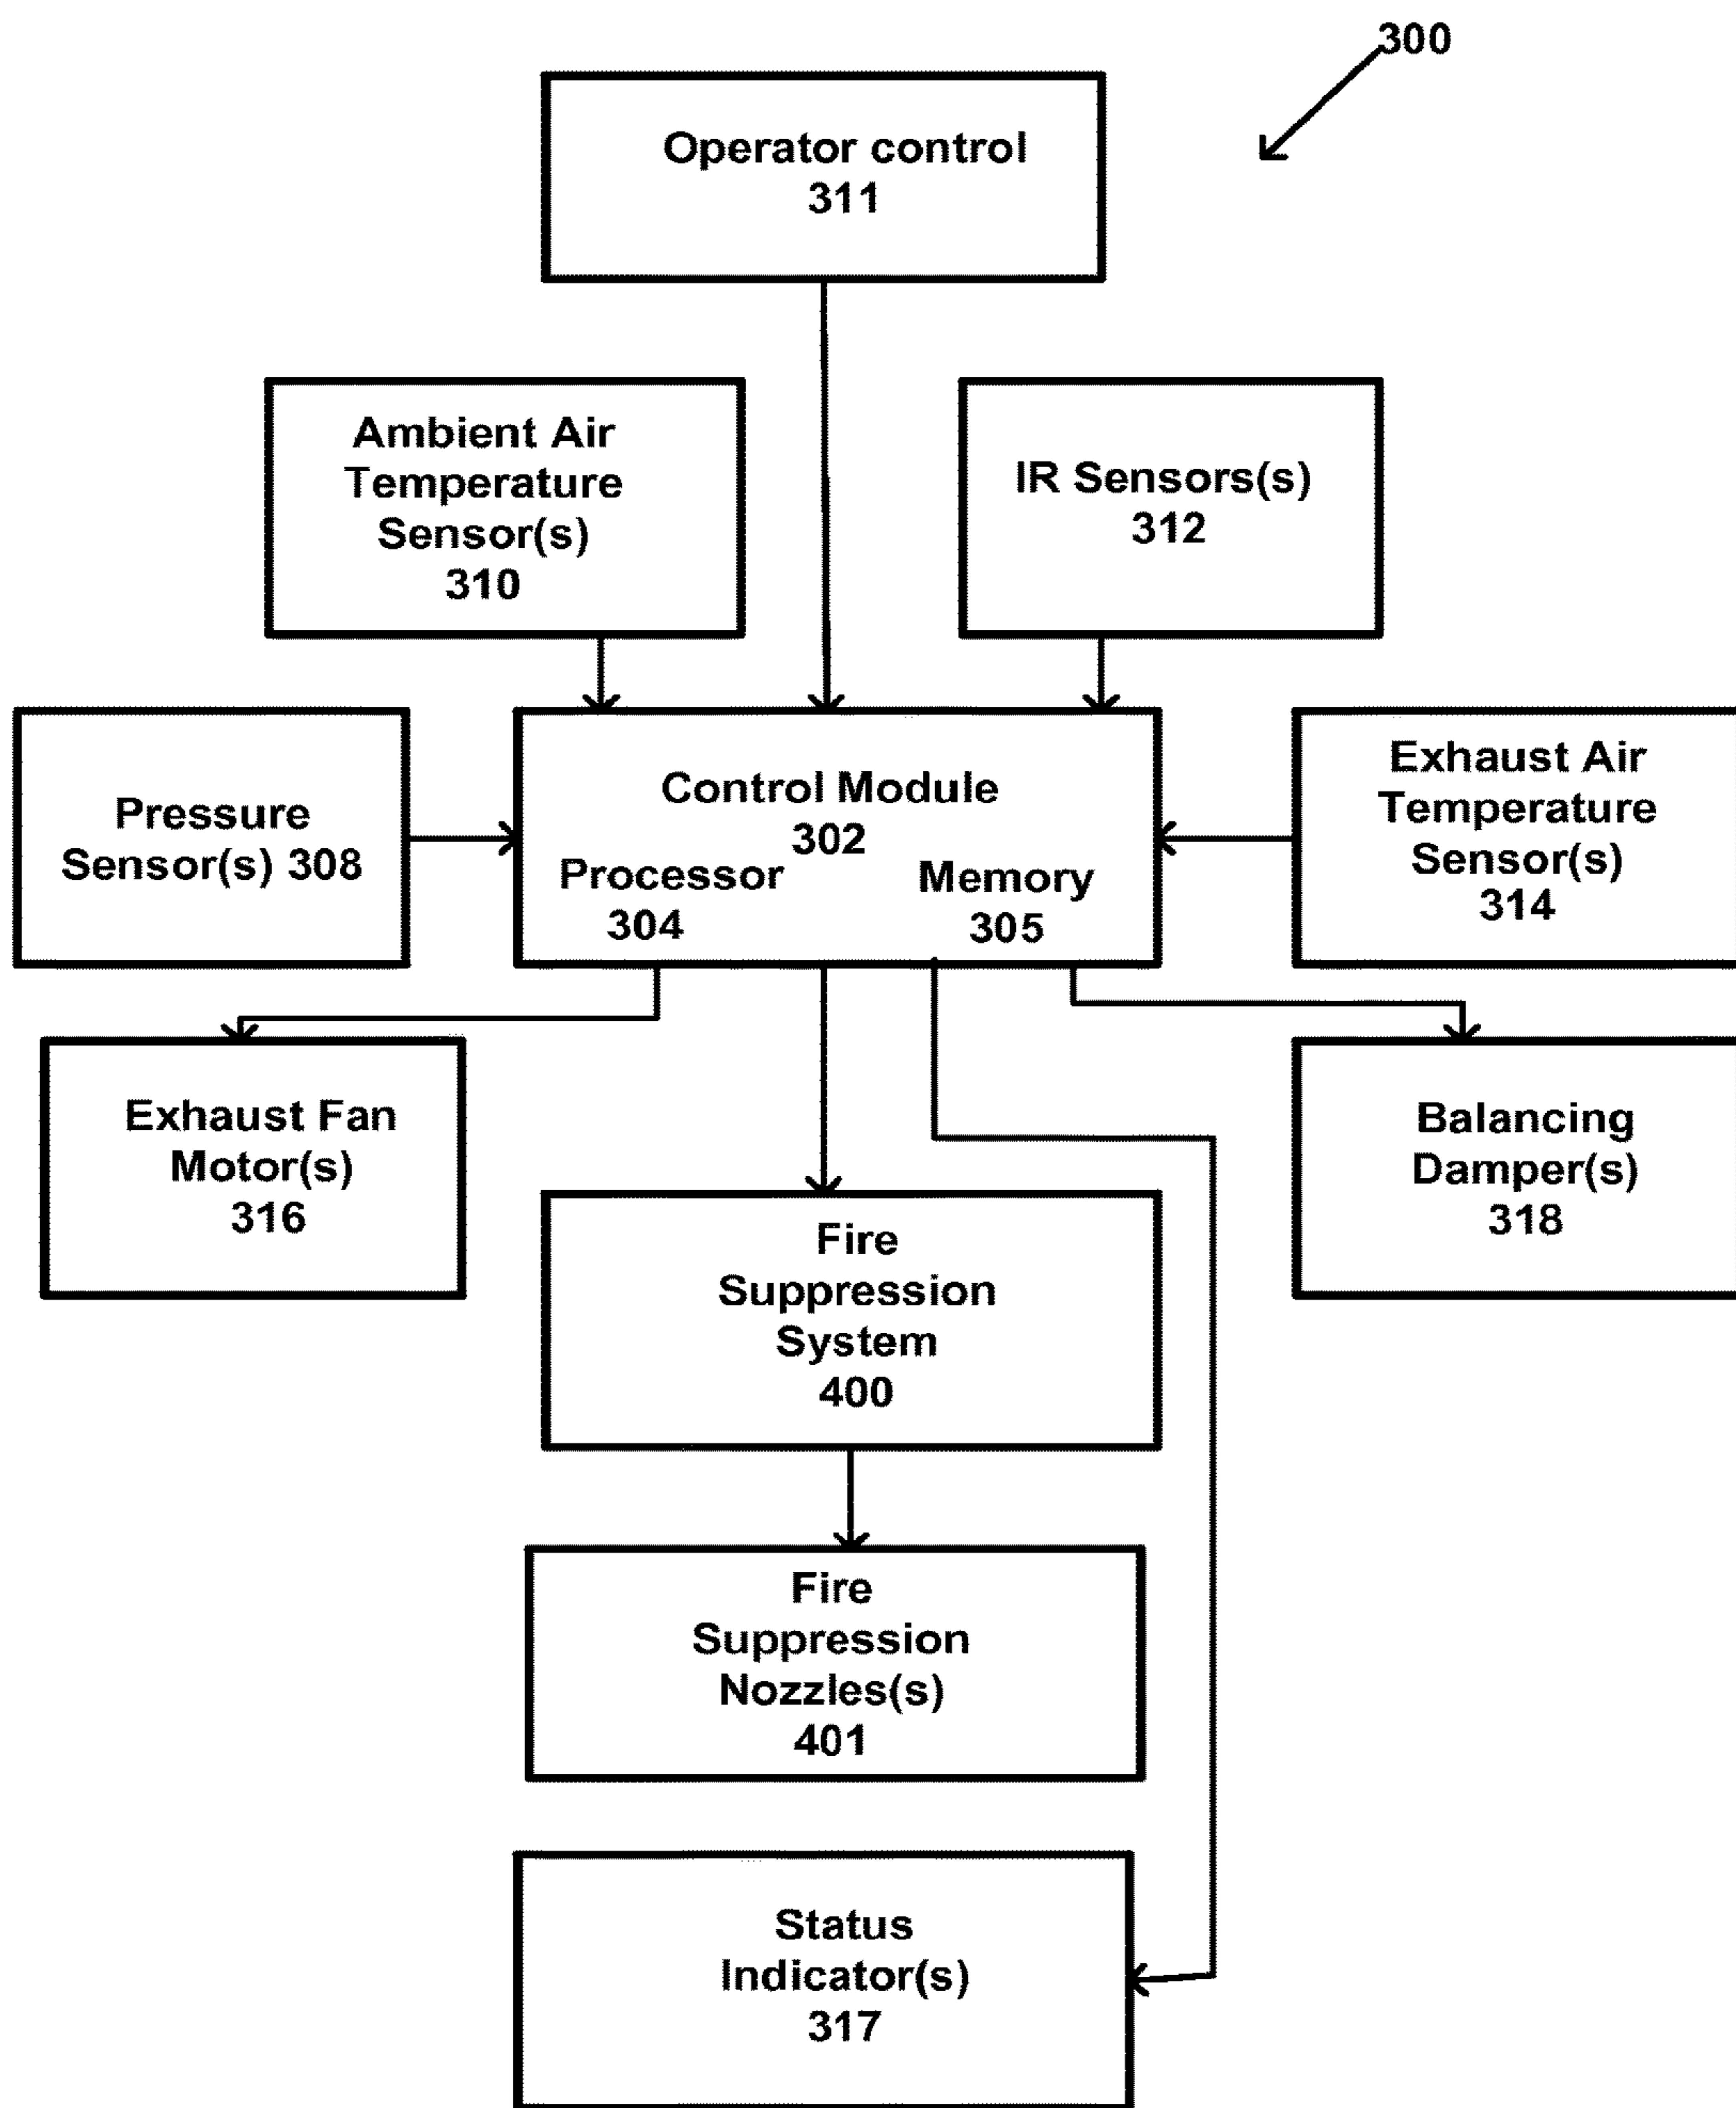 300
Operator control
311
Ambient Air
Temperature
Sensor(s)
310
IR Sensors(s)
312
Pressure
Sensor(s) 308
Control Module
302
Processor
304
Memory
305
Exhaust Air
Temperature
Sensor(s)
314
Exhaust Fan
Motor(s)
316
Balancing
Damper(s)
318
Fire
Suppression
System
400
Fire
Suppression
Nozzles(s)
401
Status
Indicator(s)
317